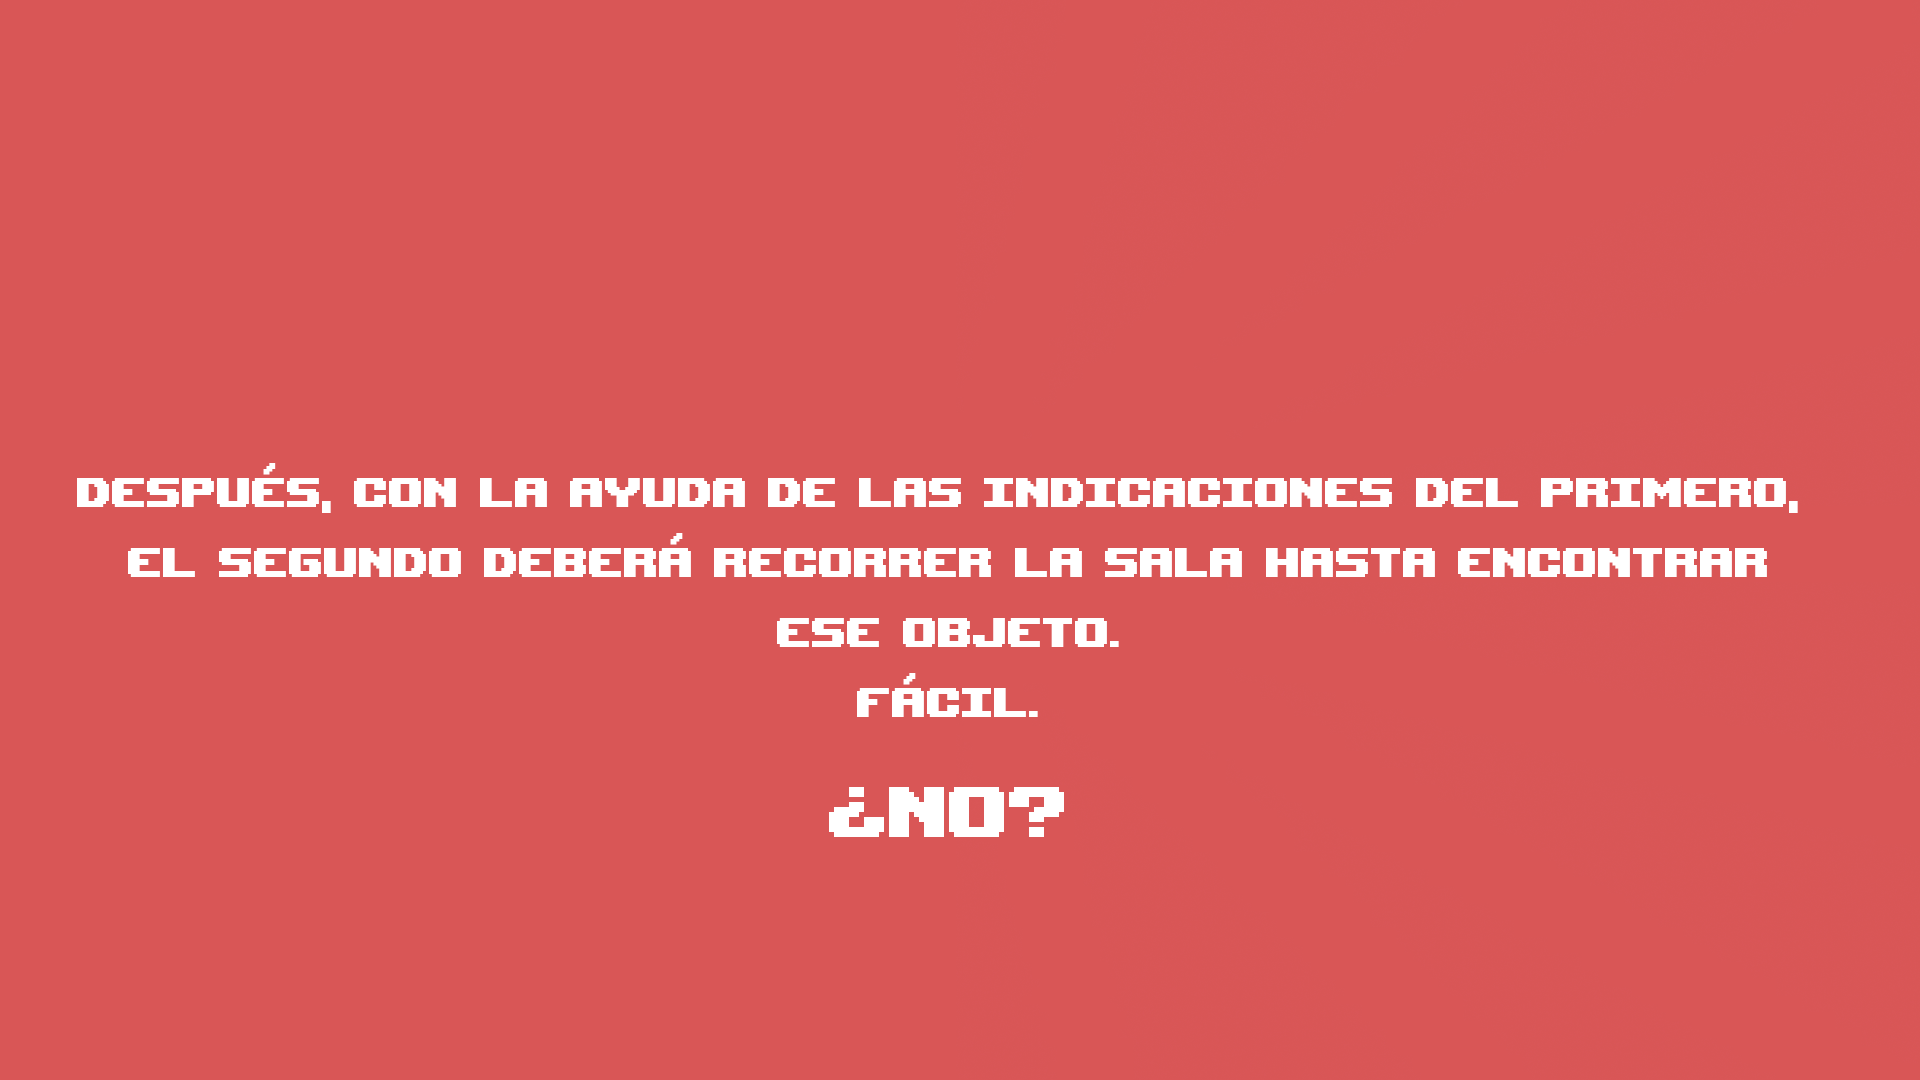 DESPUÉS, CON LA AYUDA DE LAS INDICACIONES DEL PRIMERO,
EL SEGUNDO DEBERÁ RECORRER LA SALA HASTA ENCONTRAR
ESE OBJETO.
FÁCIL.
¿NO?